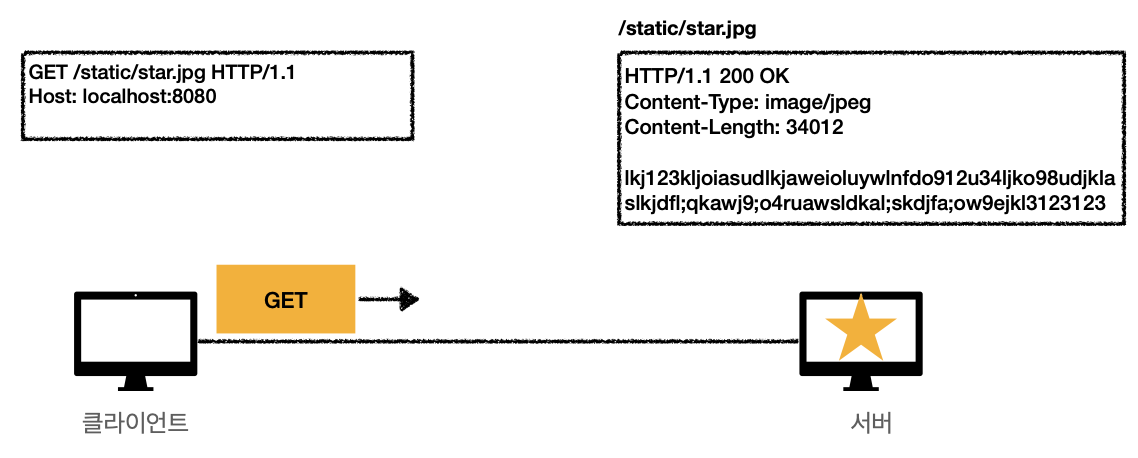 /static/star.jpg
GET /static/star.jpg HTTP/1.1
Host: localhost:8080
HTTP/1.1 200 OK
Content-Type: image/jpeg
Content-Length: 34012
lkj123kljoiasudlkjaweioluywlnfdo912u34ljko98udjkla
slkjdfl;qkawj9;o4ruawsldkal;skdjfa;ow9ejkl3123123
GET
클라이언트
서버